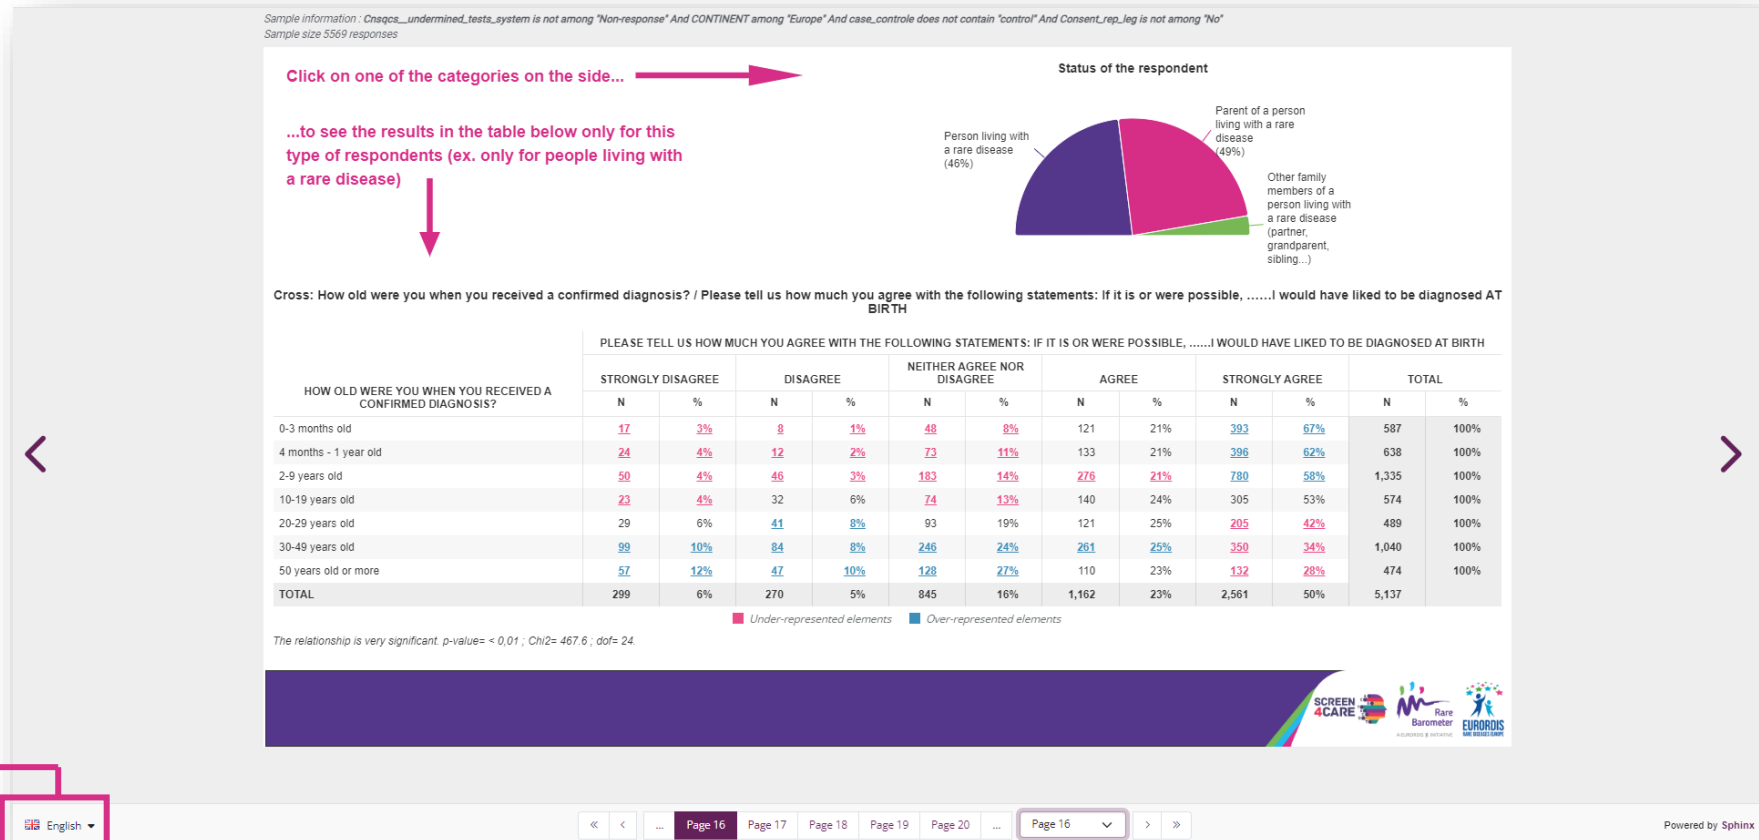 Sample information : Cnsqcs__undermined_tests_system is not among "Non-response" And CONTINENT among "Europe" And case_controle does not contain "control" And Consent_rep_leg is not among "No"
Sample size 5569 responses
Click on one of the categories on the side...
...to see the results in the table below only for this
type of respondents (ex. only for people living with
a rare disease)
Status of the respondent
Person living with
a rare disease
(46%)
Parent of a person
living with a rare
disease
(49%)
Other family
members of a
person living with
a rare disease
(partner,
grandparent,
sibling...)
Cross: How old were you when you received a confirmed diagnosis? / Please tell us how much you agree with the following statements: If it is or were possible, ......I would have liked to be diagnosed AT
BIRTH
PLEASE TELL US HOW MUCH YOU AGREE WITH THE FOLLOWING STATEMENTS: IF IT IS OR WERE POSSIBLE, ......I WOULD HAVE LIKED TO BE DIAGNOSED AT BIRTH
HOW OLD WERE YOU WHEN YOU RECEIVED A
CONFIRMED DIAGNOSIS?
STRONGLY DISAGREE DISAGREE NEITHER AGREE NOR
DISAGREE AGREE STRONGLY AGREE TOTAL
N % N % N % N % N % N %
0-3 months old 17 3% 8 1% 48 8% 121 21% 393 67% 587 100%
4 months - 1 year old 24 4% 12 2% 73 11% 133 21% 396 62% 638 100%
2-9 years old 50 4% 46 3% 183 14% 276 21% 780 58% 1,335 100%
10-19 years old 23 4% 32 6% 74 13% 140 24% 305 53% 574 100%
20-29 years old 29 6% 41 8% 93 19% 121 25% 205 42% 489 100%
30-49 years old 99 10% 84 8% 246 24% 261 25% 350 34% 1,040 100%
50 years old or more 57 12% 47 10% 128 27% 110 23% 132 28% 474 100%
TOTAL 299 6% 270 5% 845 16% 1,162 23% 2,561 50% 5,137
Under-represented elements Over-represented elements
The relationship is very significant. p-value= < 0,01 ; Chi2= 467.6 ; dof= 24.
SCREEN
4CARE
Rare
Barometer
A EURORDIS INITIATIVE
EURORDIS
RARE DISEASES EUROPE
English
« < ... Page 16 Page 17 Page 18 Page 19 Page 20 ... Page 16 > »
Powered by Sphinx